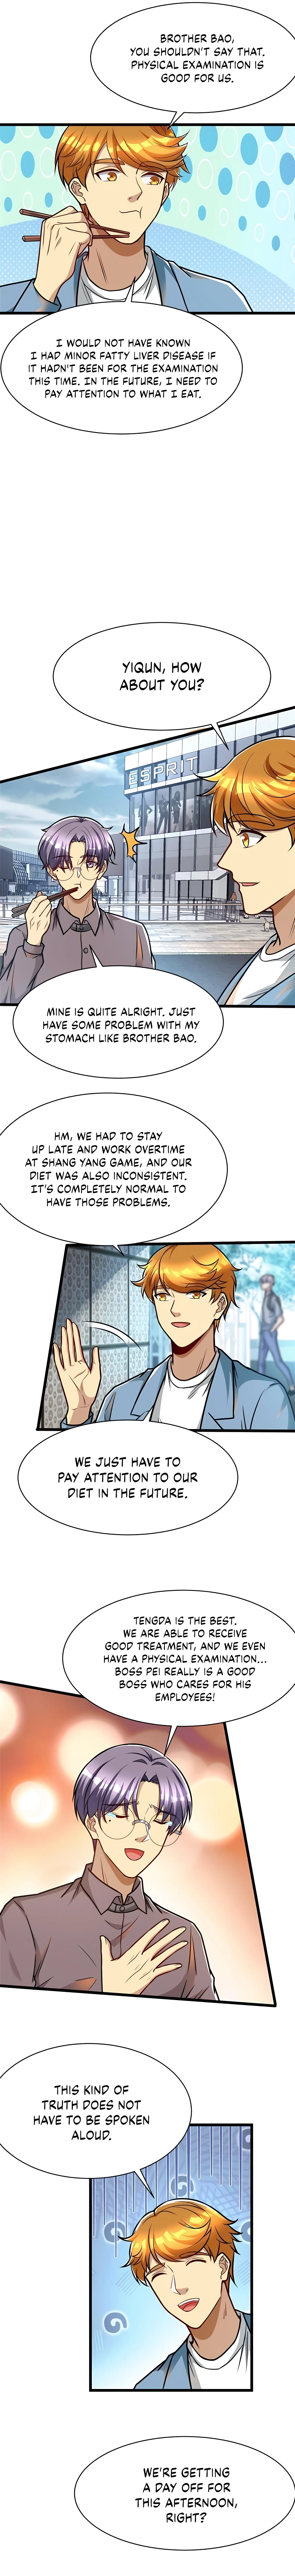 BROTHER BAO,
YOU SHOULDN'T SAY THAT.
PHYSICAL EXAMINATION IS
GOOD FOR US.
I WOULD NOT HAVE KNOWN
I HAD MINOR FATTY LIVER DISEASE IF
IT HADN'T BEEN FOR THE EXAMINATION
THIS TIME. IN THE FUTURE, I NEED TO
PAY ATTENTION TO WHAT I EAT.
YIQUN, HOW
ABOUT YOU?
ESPRIT
MINE IS QUITE ALRIGHT. JUST
HAVE SOME PROBLEM WITH MY
STOMACH LIKE BROTHER BAO.
HM, WE HAD TO STAY
UP LATE AND WORK OVERTIME
AT SHANG YANG GAME, AND OUR
DIET WAS ALSO INCONSISTENT.
IT'S COMPLETELY NORMAL TO
HAVE THOSE PROBLEMS.
WE JUST HAVE TO
PAY ATTENTION TO OUR
DIET IN THE FUTURE.
TENGDA IS THE BEST.
WE ARE ABLE TO RECEIVE
GOOD TREATMENT, AND WE EVEN
HAVE A PHYSICAL EXAMINATION...
BOSS PEI REALLY IS A GOOD
BOSS WHO CARES FOR HIS
EMPLOYEES!
THIS KIND OF
TRUTH DOES NOT
HAVE TO BE SPOKEN
ALOUD.
WE'RE GETTING
A DAY OFF FOR
THIS AFTERNOON,
RIGHT?